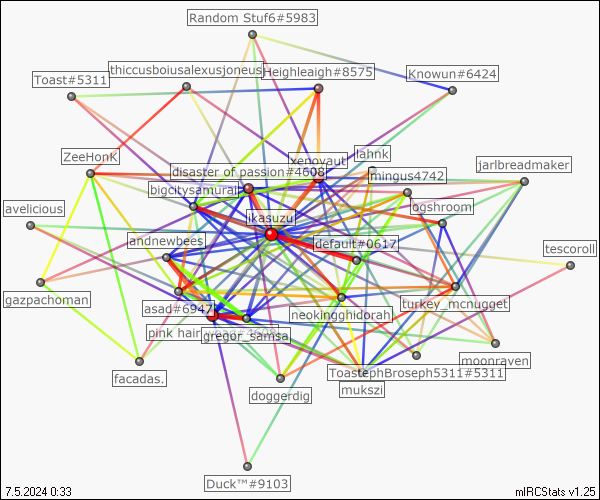 Random Stuf6#5983
thiccusboiusalexusjoneus
Heighleaigh#8575
Toast#5311
Knowun#6424
ZeeHonk
xenovaut
lahnk
disaster of passion#4608
mingus4742
jarlbreadmaker
bigcitysamurai
avelicious
ikasuzu
logshroom
andnewbees
default#0617
tescoroll
gazpachoman
asad#6947
neokingghidorah
turkey_mcnugget
pink hair
gregor_samsa
moonraven
facadas.
ToastephBroseph5311#5311
doggerdig
mukszi
Duck™#9103
7.5.2024 0:33
mIRCStats v1.25